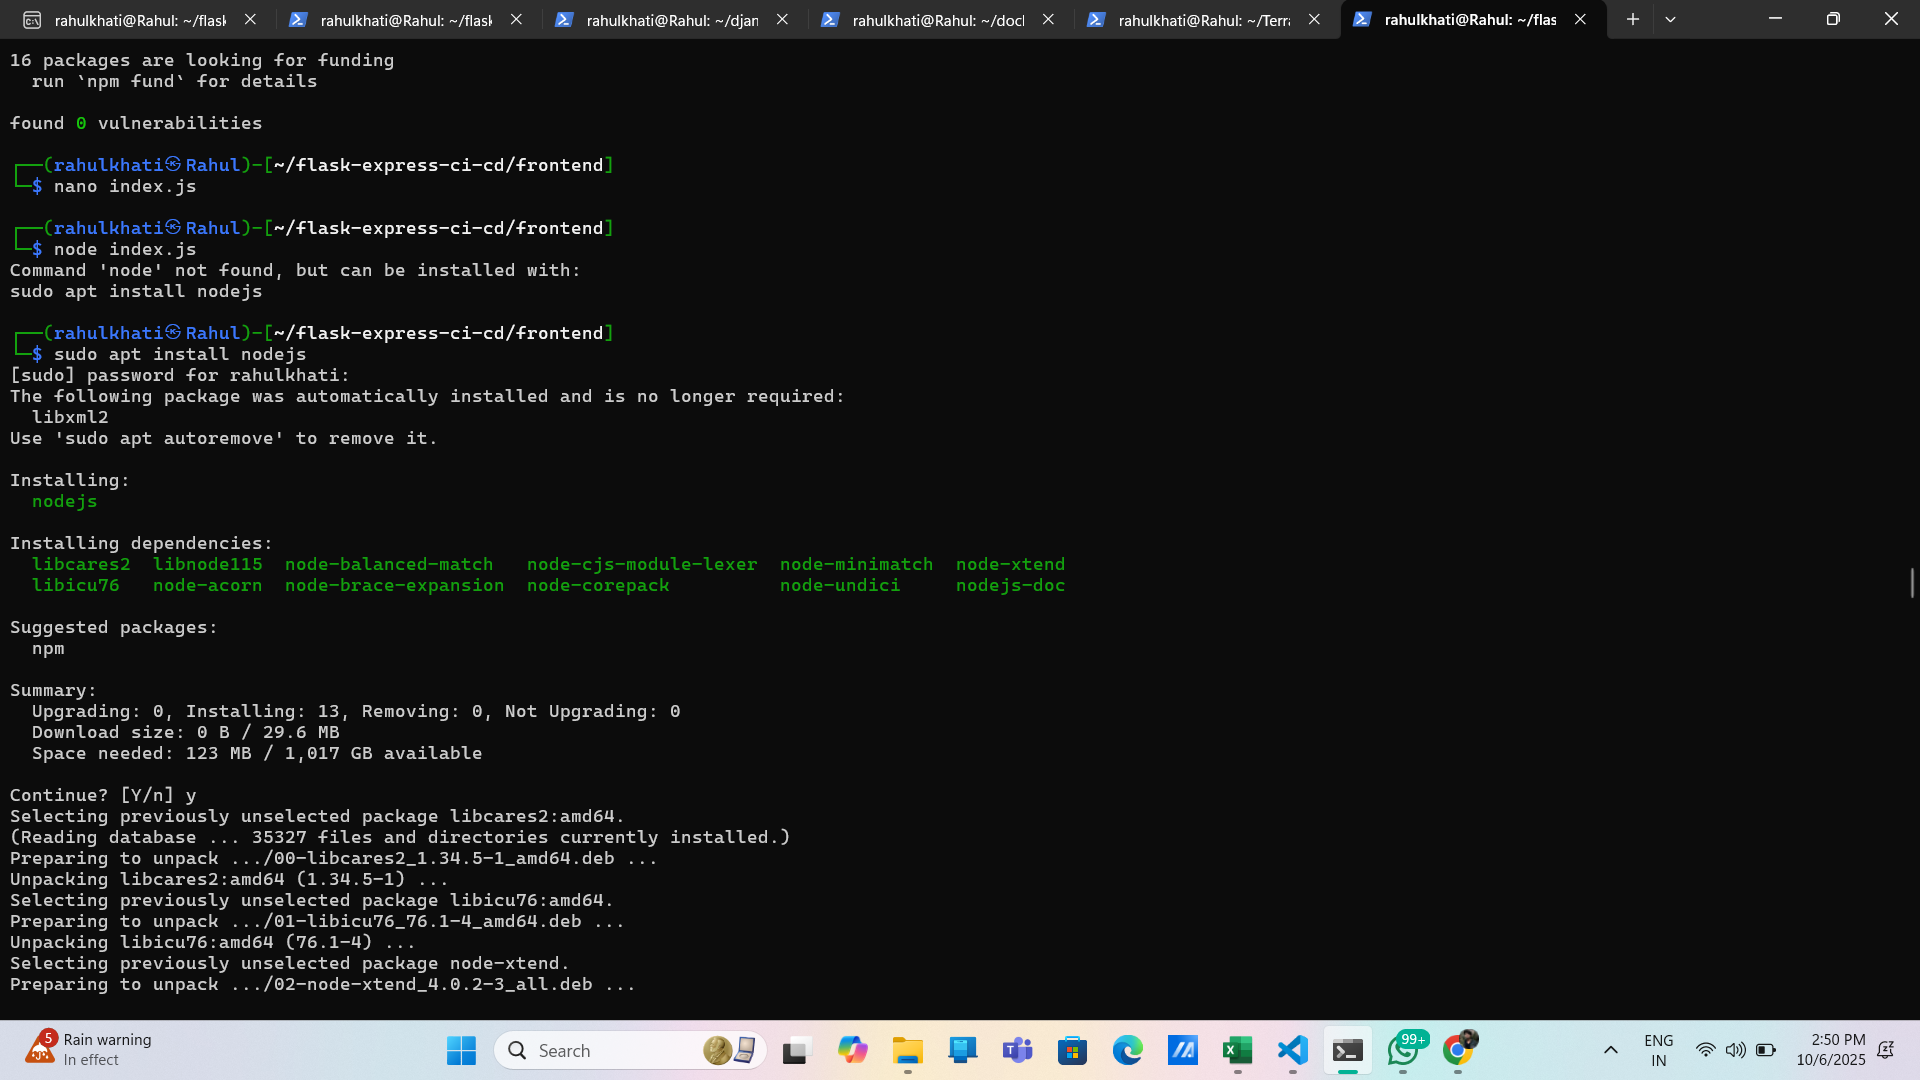 rahulkhati@Rahul: ~/flask
rahulkhati@Rahul: ~/flask
rahulkhati@Rahul: ~/djan
rahulkhati@Rahul: ~/docl
rahulkhati@Rahul: ~/Terra
rahulkhati@Rahul: ~/flas
16 packages are looking for funding
  run `npm fund` for details
found 0 vulnerabilities
┌──(rahulkhati㉿Rahul)-[~/flask-express-ci-cd/frontend]
└─$ nano index.js
┌──(rahulkhati㉿Rahul)-[~/flask-express-ci-cd/frontend]
└─$ node index.js
Command 'node' not found, but can be installed with:
sudo apt install nodejs
┌──(rahulkhati㉿Rahul)-[~/flask-express-ci-cd/frontend]
└─$ sudo apt install nodejs
[sudo] password for rahulkhati:
The following package was automatically installed and is no longer required:
  libxml2
Use 'sudo apt autoremove' to remove it.
Installing:
  nodejs
Installing dependencies:
  libcares2  libnode115  node-balanced-match   node-cjs-module-lexer  node-minimatch  node-xtend
  libicu76   node-acorn  node-brace-expansion  node-corepack          node-undici     nodejs-doc
Suggested packages:
  npm
Summary:
  Upgrading: 0, Installing: 13, Removing: 0, Not Upgrading: 0
  Download size: 0 B / 29.6 MB
  Space needed: 123 MB / 1,017 GB available
Continue? [Y/n] y
Selecting previously unselected package libcares2:amd64.
(Reading database ... 35327 files and directories currently installed.)
Preparing to unpack .../00-libcares2_1.34.5-1_amd64.deb ...
Unpacking libcares2:amd64 (1.34.5-1) ...
Selecting previously unselected package libicu76:amd64.
Preparing to unpack .../01-libicu76_76.1-4_amd64.deb ...
Unpacking libicu76:amd64 (76.1-4) ...
Selecting previously unselected package node-xtend.
Preparing to unpack .../02-node-xtend_4.0.2-3_all.deb ...
5
Rain warning
In effect
Search
99+
ENG
IN
2:50 PM
10/6/2025